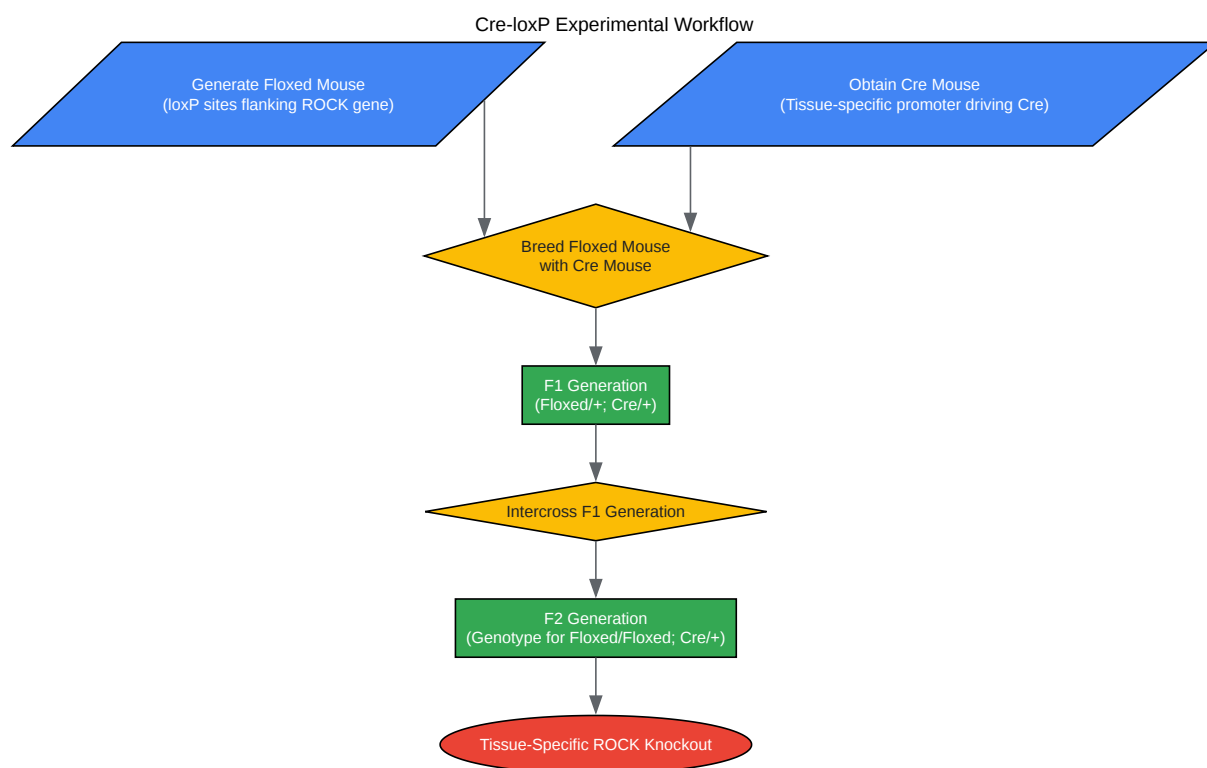 Cre-loxP Experimental Workflow
Generate Floxed Mouse
(loxP sites flanking ROCK gene)
Obtain Cre Mouse
(Tissue-specific promoter driving Cre)
Breed Floxed Mouse
with Cre Mouse
F1 Generation
(Floxed/+; Cre/+)
Intercross F1 Generation
F2 Generation
(Genotype for Floxed/Floxed; Cre/+)
Tissue-Specific ROCK Knockout